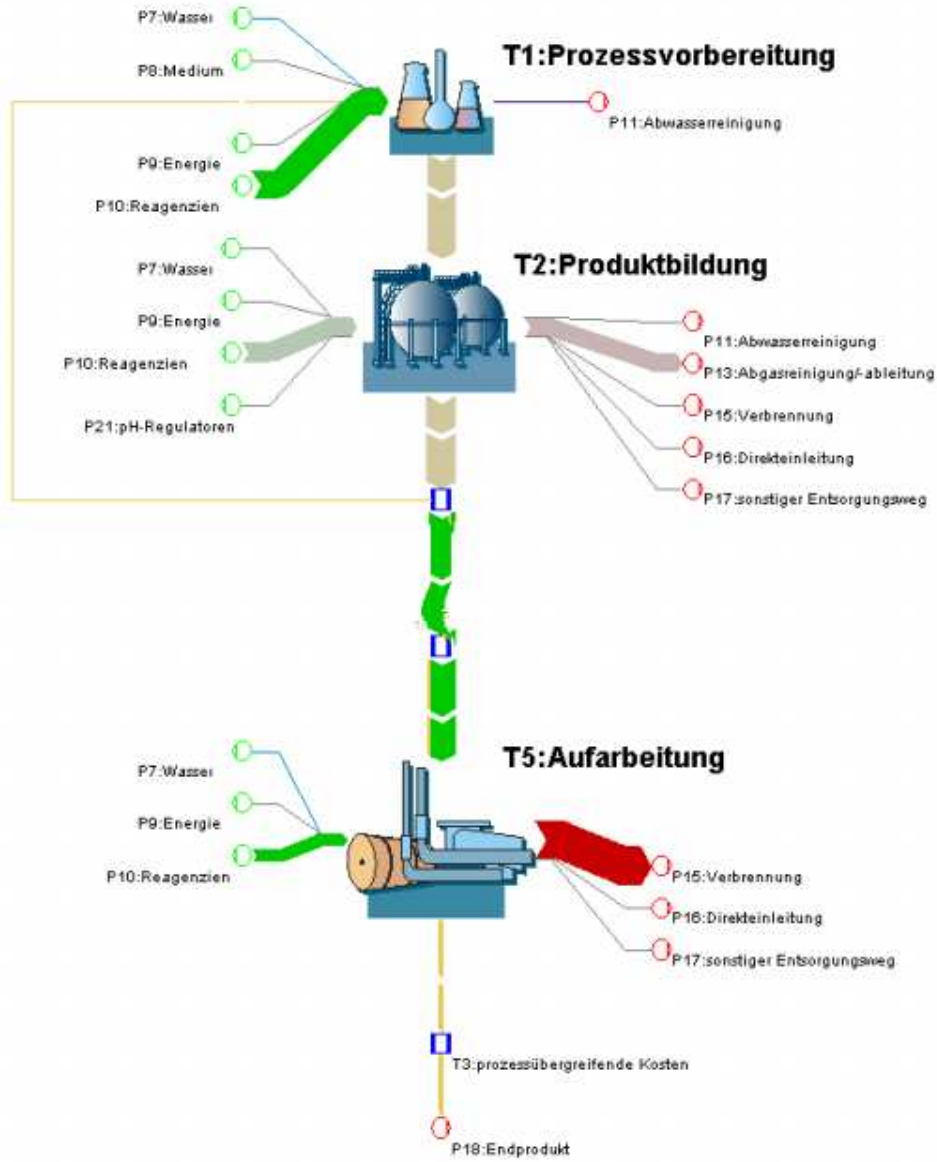 P7:Wasser
T1:Prozessvorbereitung
P8:Medium
P11:Abwasserreinigung
P9:Energie
P10:Reagenzien
T2:Produktbildung
P7:Wasser
P9:Energie
P11:Abwasserreinigung
P10:Reagenzien
P13:Abgasreinigung/-ableitung
P15:Verbrennung
P21:pH-Regulatoren
P16:Direkteinleitung
P17:sonstiger Entsorgungsweg
T5:Aufarbeitung
P7:Wasser
P9:Energie
P10:Reagenzien
P15:Verbrennung
P16:Direkteinleitung
P17:sonstiger Entsorgungsweg
T3:prozessübergreifende Kosten
P18:Endprodukt